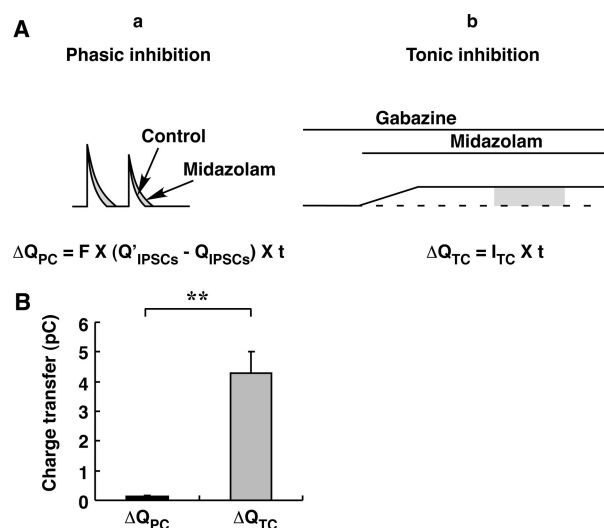 A
a
b
Phasic inhibition
Tonic inhibition
Gabazine
Control
Midazolam
Midazolam
ΔQPC = F X (Q'IPSCs - QIPSCs) X t
ΔQTC = ITC X t
B
**
Charge transfer (pC)
6
5
4
3
2
1
0
ΔQPC
ΔQTC